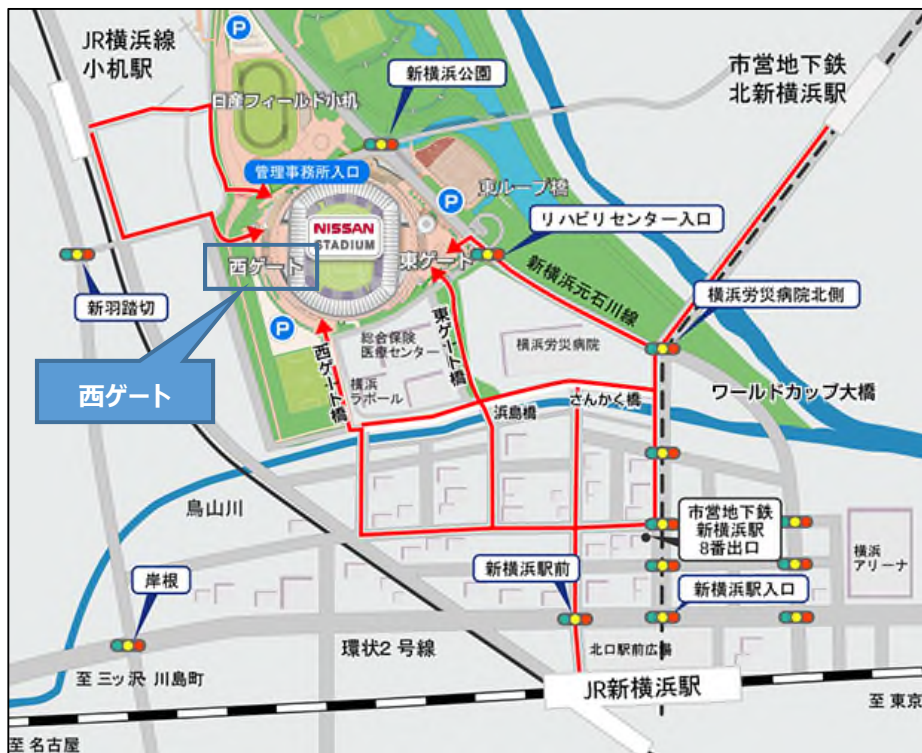 JR横浜線
小机駅
P
新横浜公園
市営地下鉄
北新横浜駅
日産フィールド小机
管理事務所入口
東ループ橋
P
リハビリセンター入口
NISSAN
STADIUM
西ゲート
東ゲート
新横浜元石川線
横浜労災病院北側
新羽踏切
P
西ゲート橋
総合保険
医療センター
東ゲート橋
横浜労災病院
西ゲート
横浜
ラポール
浜鳥橋
さんかく橋
ワールドカップ大橋
鳥山川
市営地下鉄
新横浜駅
8番出口
横浜
アリーナ
岸根
新横浜駅前
新横浜駅入口
環状2 号線
北口駅前広場
至 三ッ沢 川島町
JR新横浜駅
至 東京
至 名古屋